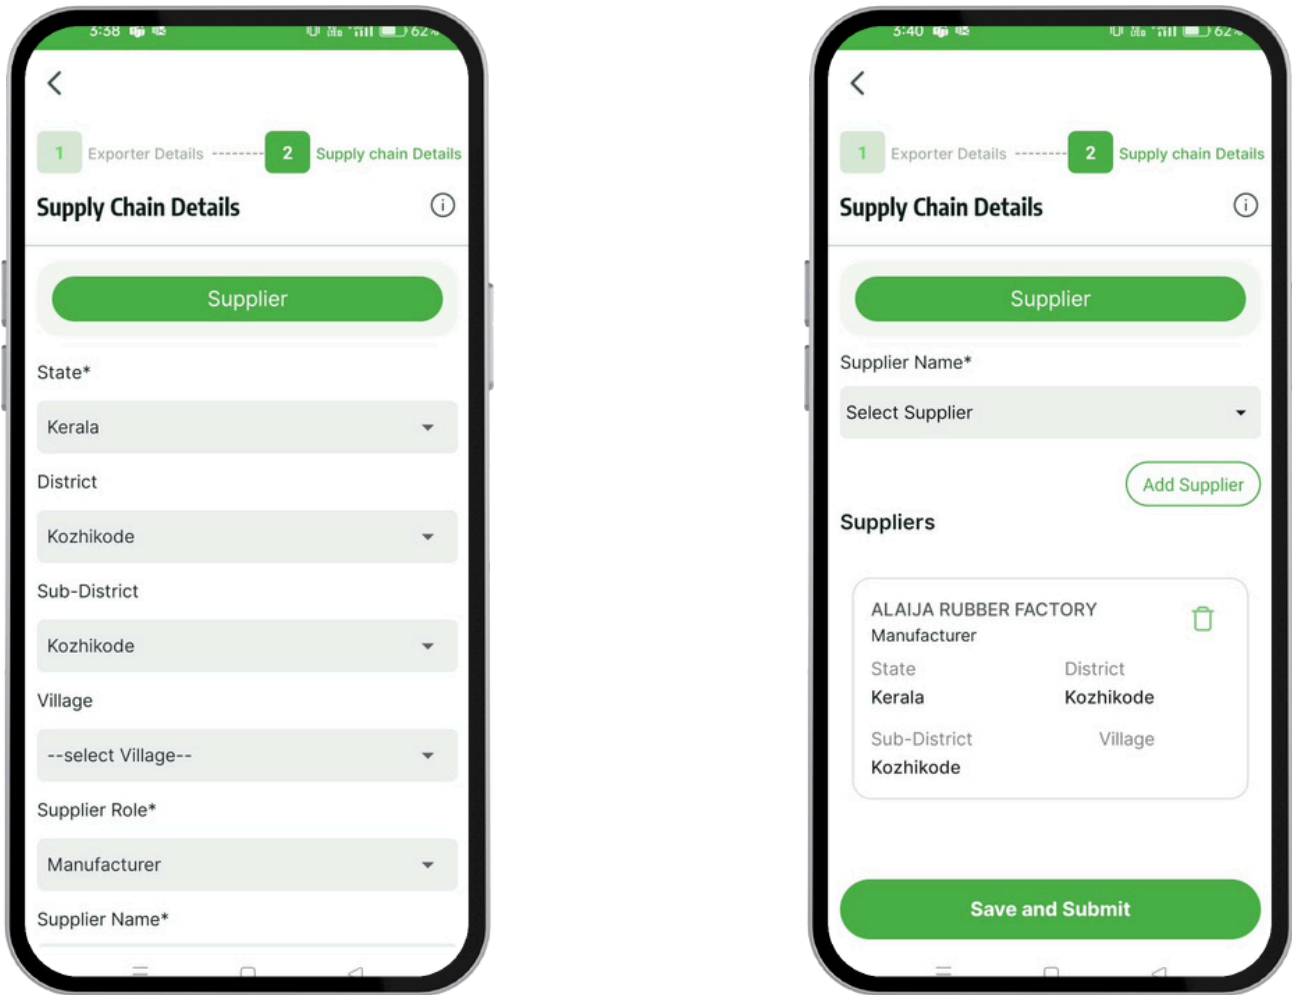 3:38
62%
1 Exporter Details -------- 2 Supply chain Details
Supply Chain Details
Supplier
State*
Kerala
District
Kozhikode
Sub-District
Kozhikode
Village
--select Village--
Supplier Role*
Manufacturer
Supplier Name*
3:40
62%
1 Exporter Details -------- 2 Supply chain Details
Supply Chain Details
Supplier
Supplier Name*
Select Supplier
Add Supplier
Suppliers
ALAIJA RUBBER FACTORY
Manufacturer
State District
Kerala Kozhikode
Sub-District Village
Kozhikode
Save and Submit